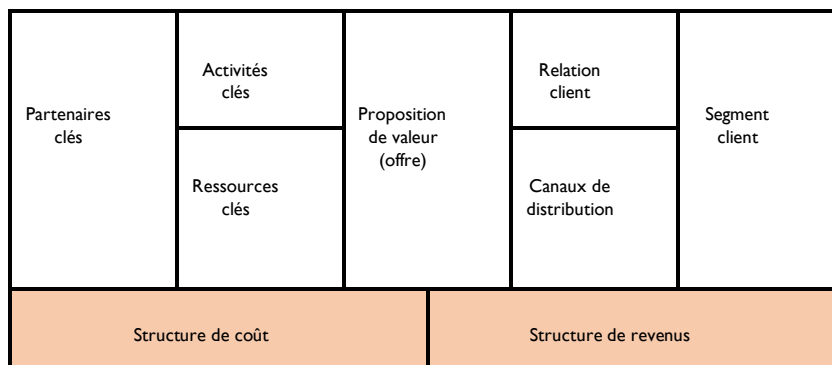 Partenaires
clés
Activités
clés
Ressources
clés
Proposition
de valeur
(offre)
Relation
client
Canaux de
distribution
Segment
client
Structure de coût
Structure de revenus